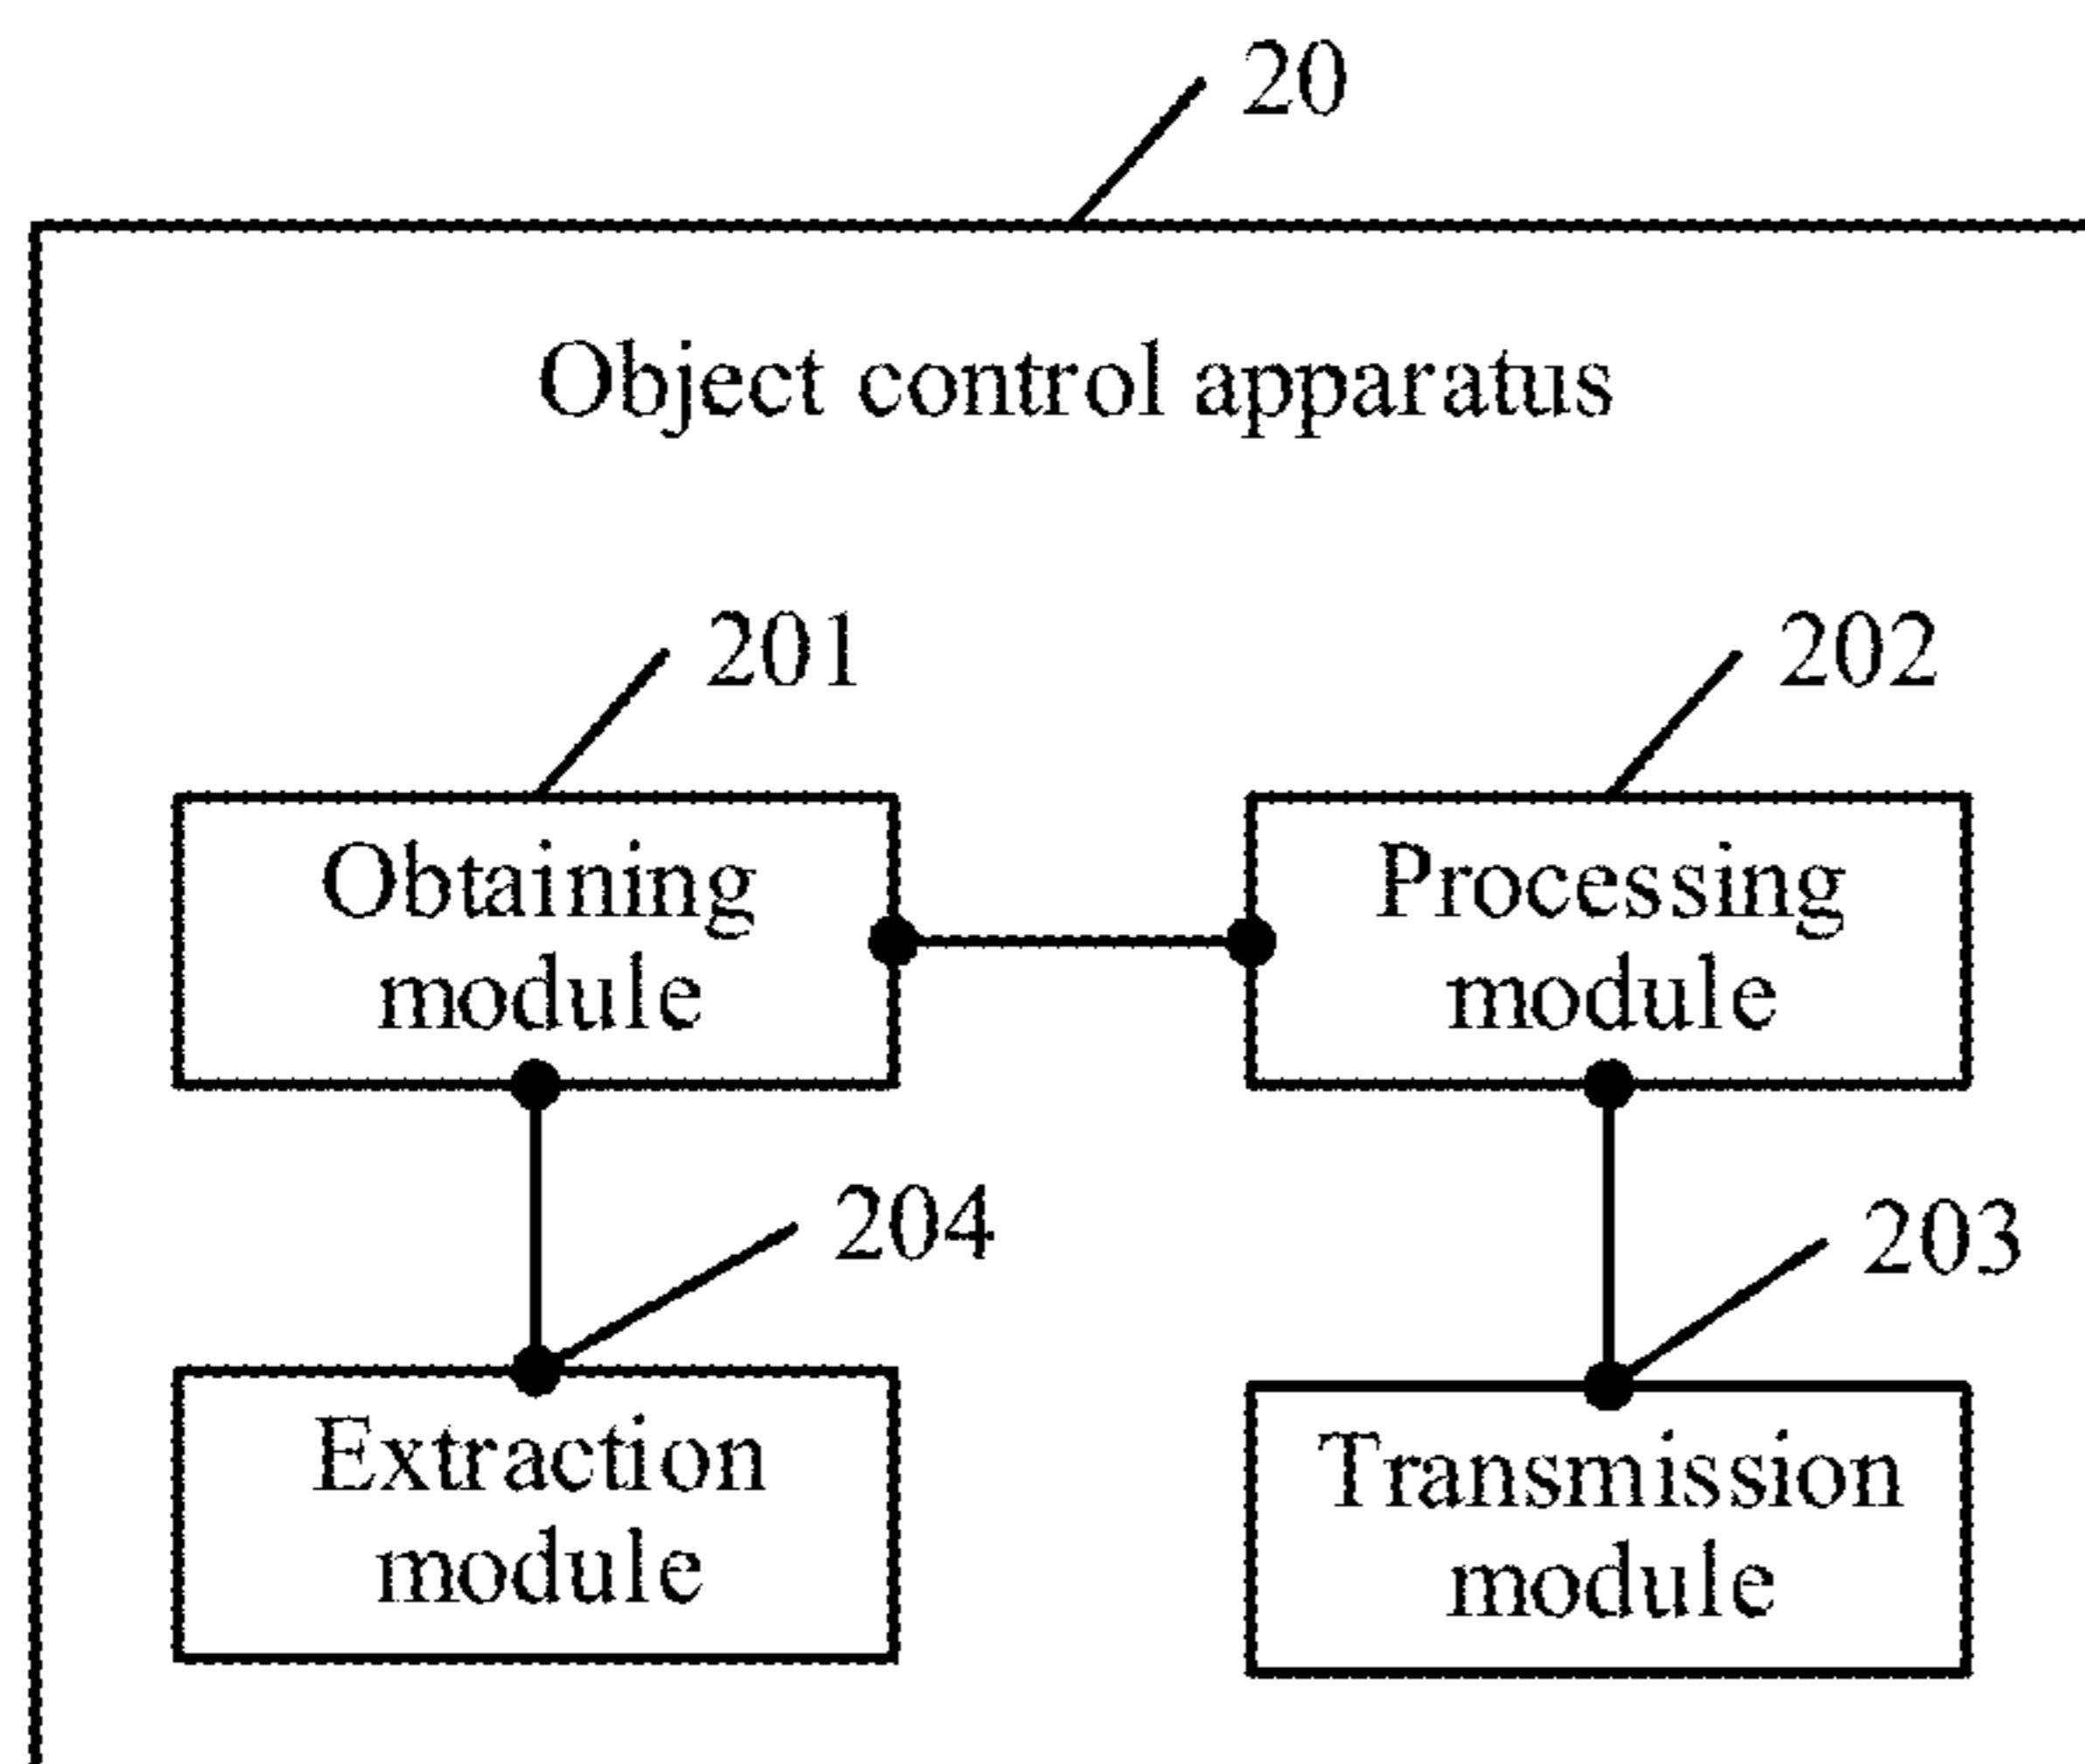 20
Object control apparatus
201
202
Obtaining
module
Processing
module
204
203
Extraction
module
Transmission
module